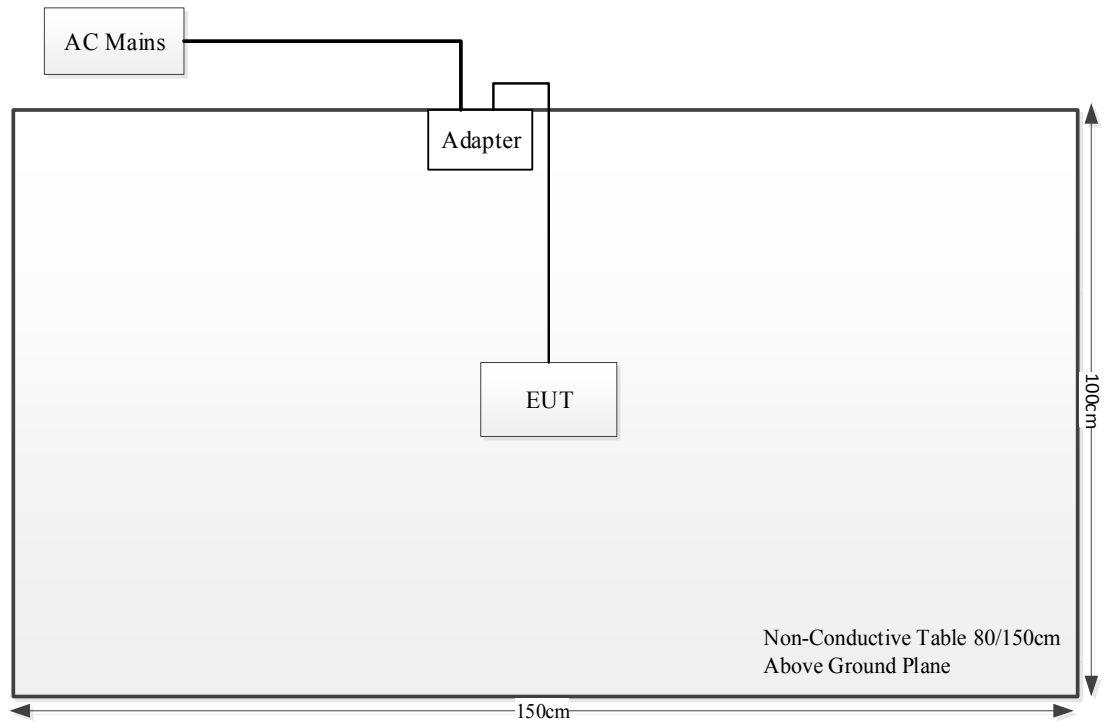 AC Mains
Adapter
EUT
100cm
Non-Conductive Table 80/150cm
Above Ground Plane
150cm